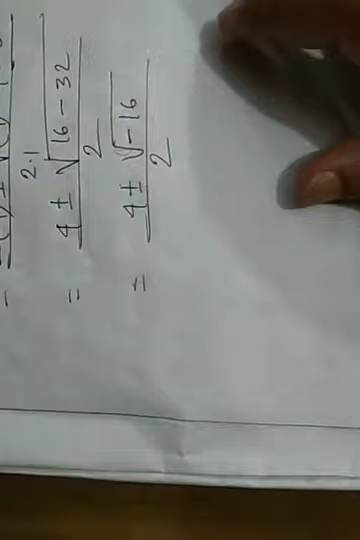 2.1
= 4 ± √16 - 32
2
= 4 ± √-16
2